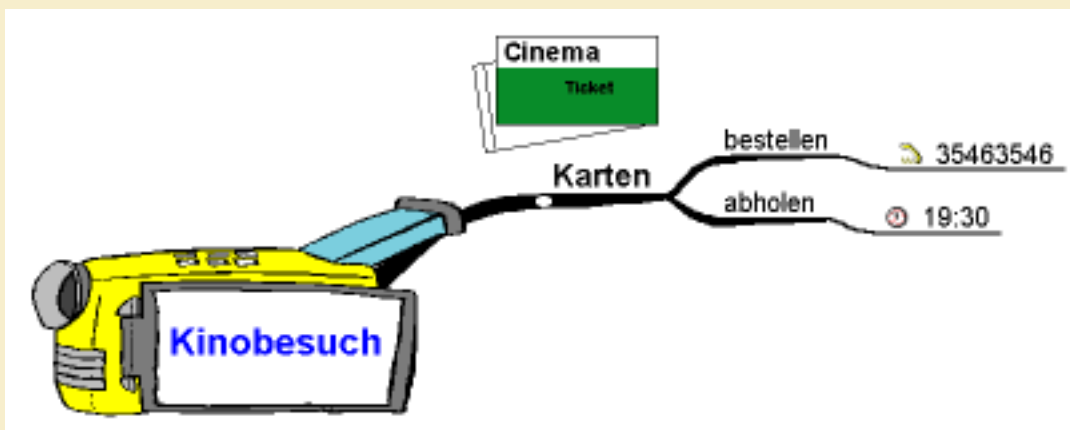 Cinema
Ticket
Karten
bestellen
35463546
abholen
19:30
Kinobesuch